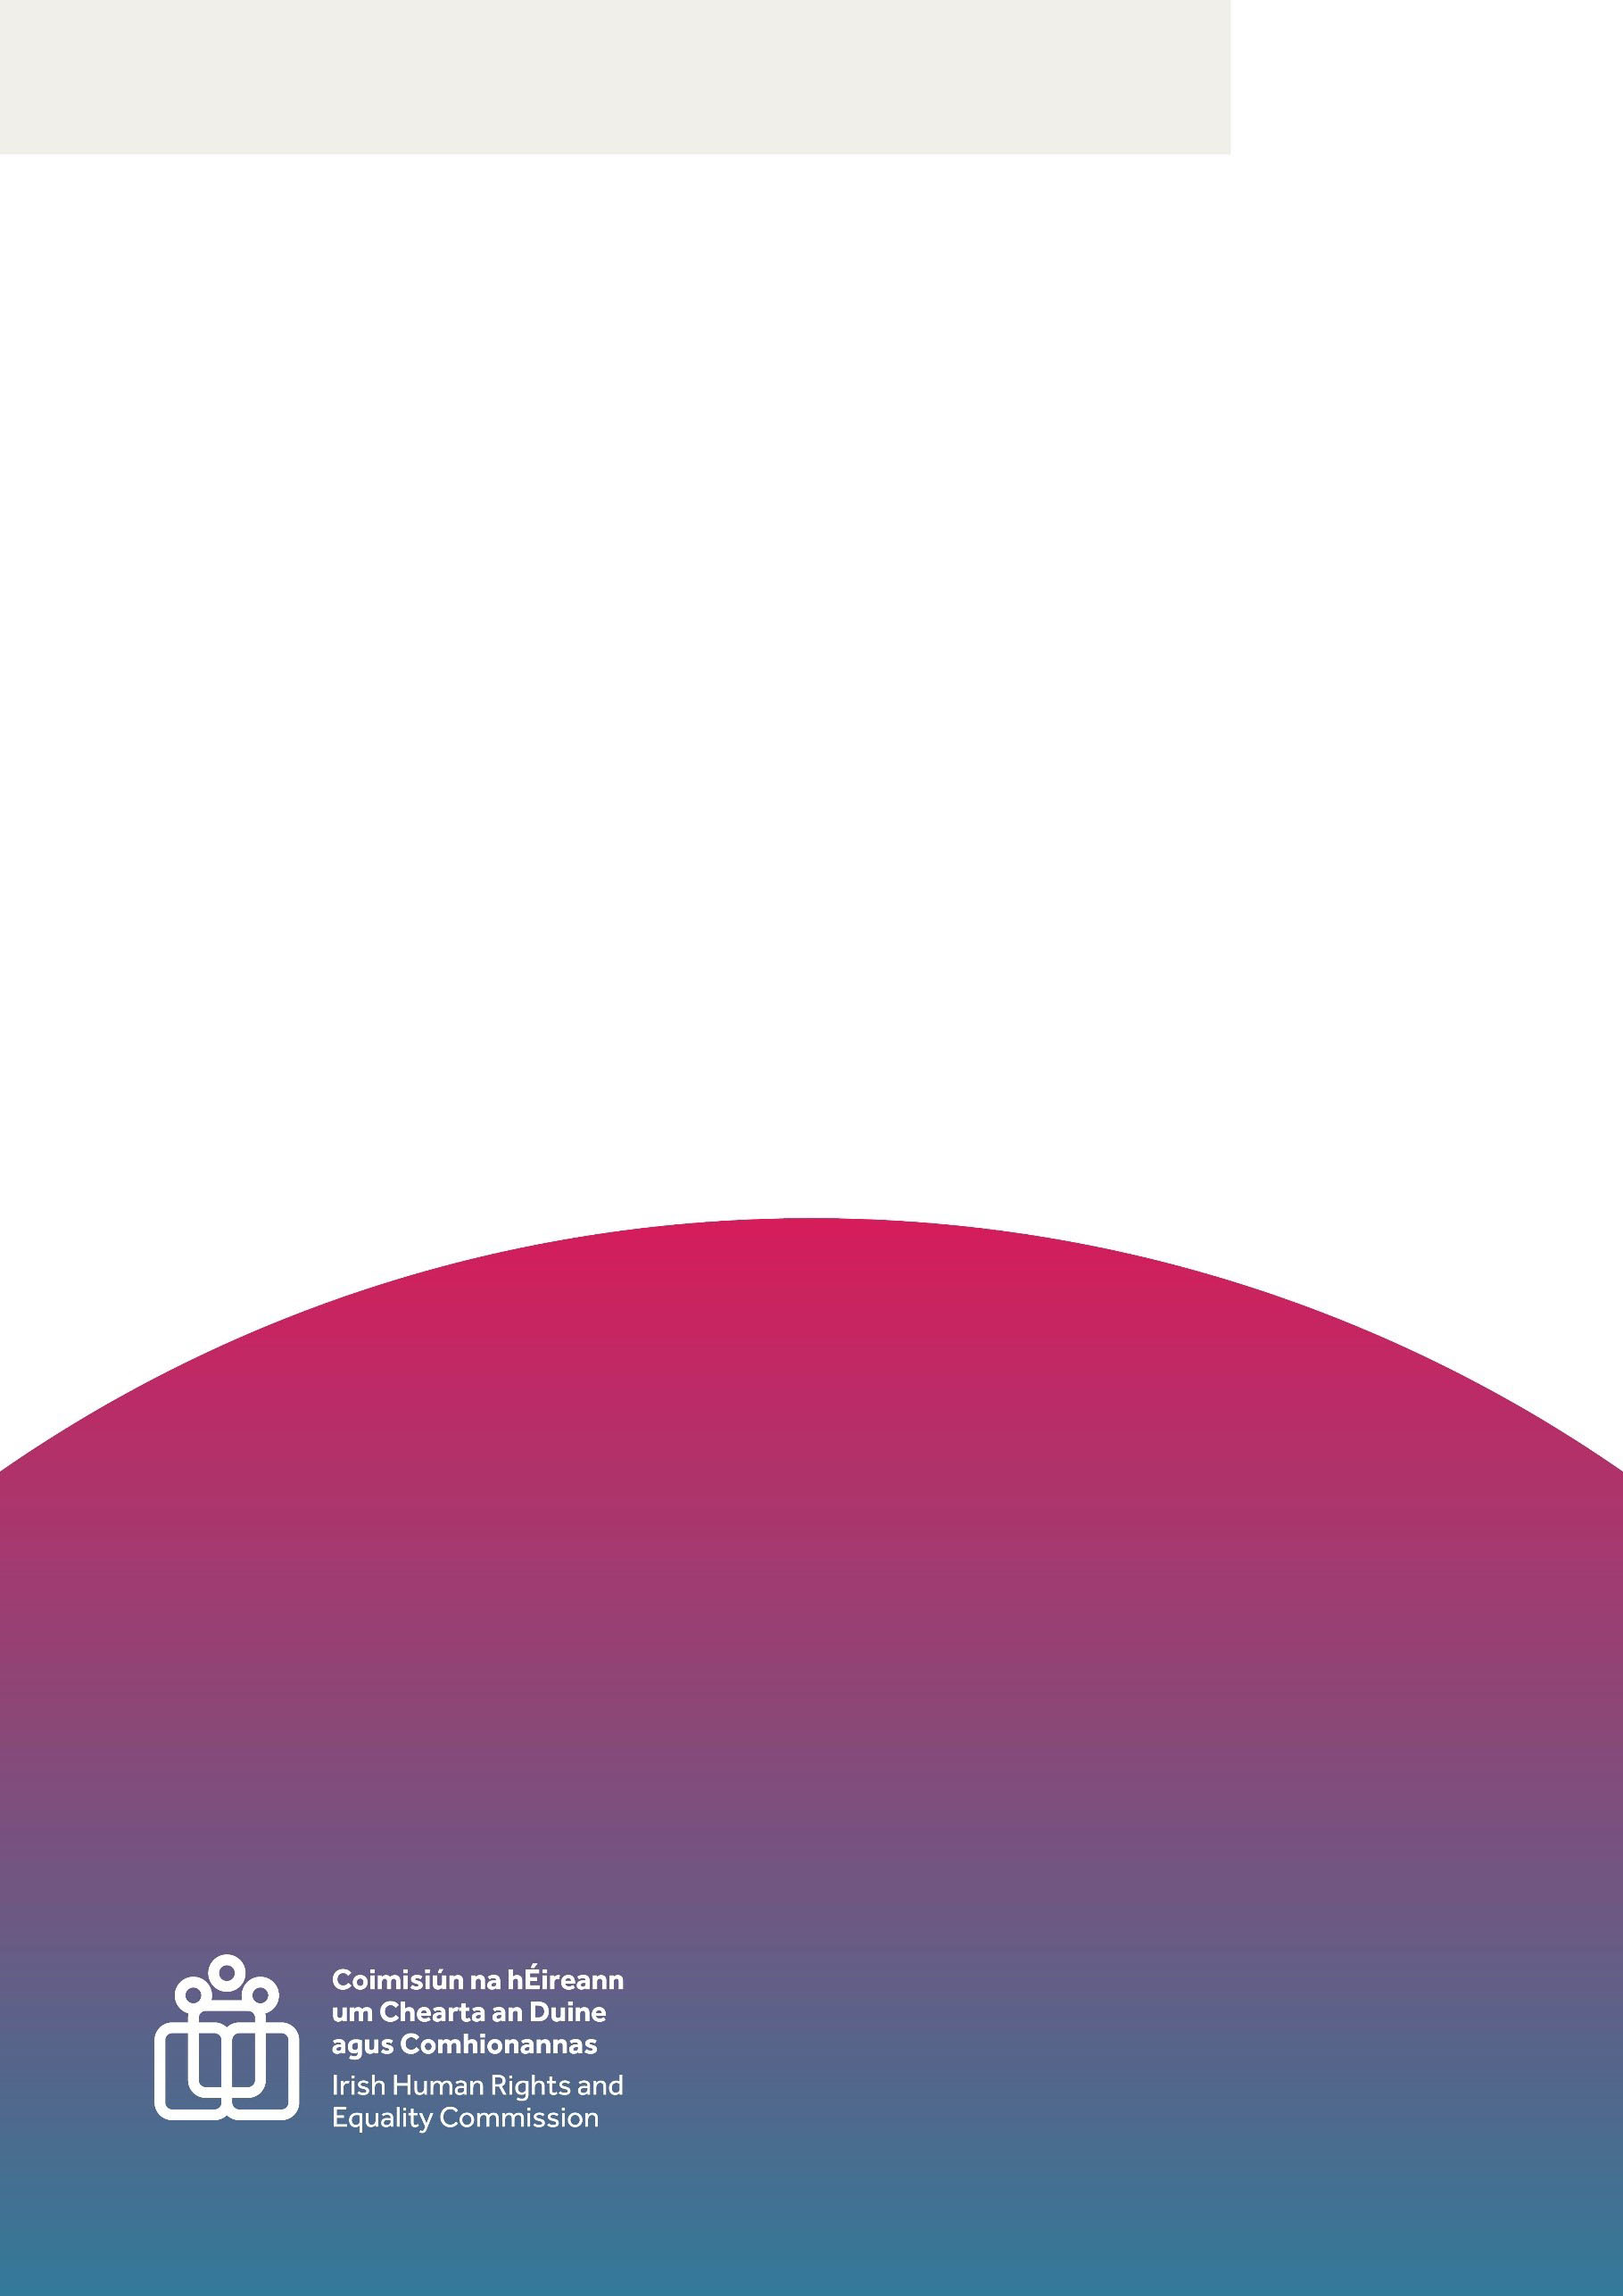 Coimisiún na hÉireann
um Chearta an Duine
agus Comhionannas
Irish Human Rights and
Equality Commission